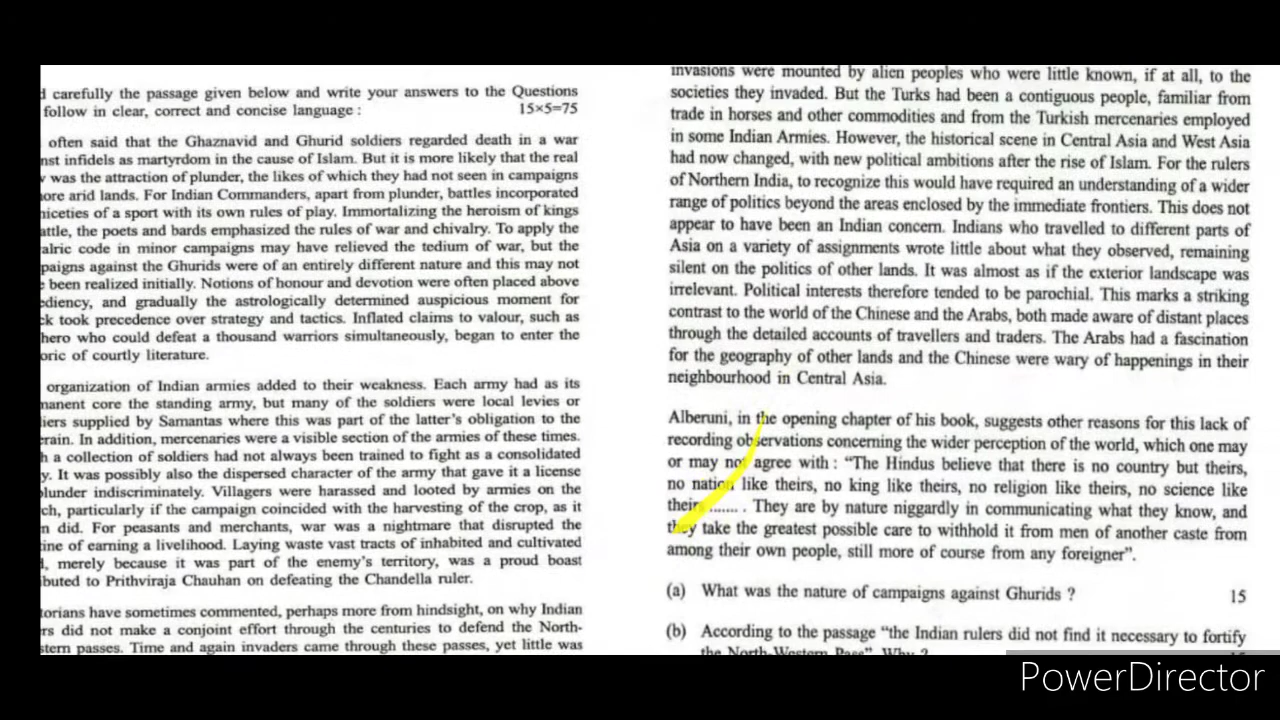 carefully the passage given below and write your answers to the Questions
follow in clear, correct and concise language : 15×5=75
often said that the Ghaznavid and Ghurid soldiers regarded death in a war
nst infidels as martyrdom in the cause of Islam. But it is more likely that the real
was the attraction of plunder, the likes of which they had not seen in campaigns
ore arid lands. For Indian Commanders, apart from plunder, battles incorporated
niceties of a sport with its own rules of play. Immortalizing the heroism of kings
attle, the poets and bards emphasized the rules of war and chivalry. To apply the
alric code in minor campaigns may have relieved the tedium of war, but the
paigns against the Ghurids were of an entirely different nature and this may not
been realized initially. Notions of honour and devotion were often placed above
ediency, and gradually the astrologically determined auspicious moment for
ck took precedence over strategy and tactics. Inflated claims to valour, such as
hero who could defeat a thousand warriors simultaneously, began to enter the
oric of courtly literature.
organization of Indian armies added to their weakness. Each army had as its
nanent core the standing army, but many of the soldiers were local levies or
iers supplied by Samantas where this was part of the latter's obligation to the
rain. In addition, mercenaries were a visible section of the armies of these times.
h a collection of soldiers had not always been trained to fight as a consolidated
y. It was possibly also the dispersed character of the army that gave it a license
plunder indiscriminately. Villagers were harassed and looted by armies on the
ch, particularly if the campaign coincided with the harvesting of the crop, as it
n did. For peasants and merchants, war was a nightmare that disrupted the
ine of earning a livelihood. Laying waste vast tracts of inhabited and cultivated
, merely because it was part of the enemy's territory, was a proud boast
ibuted to Prithviraja Chauhan on defeating the Chandella ruler.
torians have sometimes commented, perhaps more from hindsight, on why Indian
rs did not make a conjoint effort through the centuries to defend the North-
stern passes. Time and again invaders came through these passes, yet little was
invasions were mounted by alien peoples who were little known, if at all, to the
societies they invaded. But the Turks had been a contiguous people, familiar from
trade in horses and other commodities and from the Turkish mercenaries employed
in some Indian Armies. However, the historical scene in Central Asia and West Asia
had now changed, with new political ambitions after the rise of Islam. For the rulers
of Northern India, to recognize this would have required an understanding of a wider
range of politics beyond the areas enclosed by the immediate frontiers. This does not
appear to have been an Indian concern. Indians who travelled to different parts of
Asia on a variety of assignments wrote little about what they observed, remaining
silent on the politics of other lands. It was almost as if the exterior landscape was
irrelevant. Political interests therefore tended to be parochial. This marks a striking
contrast to the world of the Chinese and the Arabs, both made aware of distant places
through the detailed accounts of travellers and traders. The Arabs had a fascination
for the geography of other lands and the Chinese were wary of happenings in their
neighbourhood in Central Asia.
Alberuni, in the opening chapter of his book, suggests other reasons for this lack of
recording observations concerning the wider perception of the world, which one may
or may not agree with : “The Hindus believe that there is no country but theirs,
no nation like theirs, no king like theirs, no religion like theirs, no science like
theirs ....... . They are by nature niggardly in communicating what they know, and
they take the greatest possible care to withhold it from men of another caste from
among their own people, still more of course from any foreigner”.
(a) What was the nature of campaigns against Ghurids ? 15
(b) According to the passage “the Indian rulers did not find it necessary to fortify
the North-Western Pass”. Why ? 15
PowerDirector